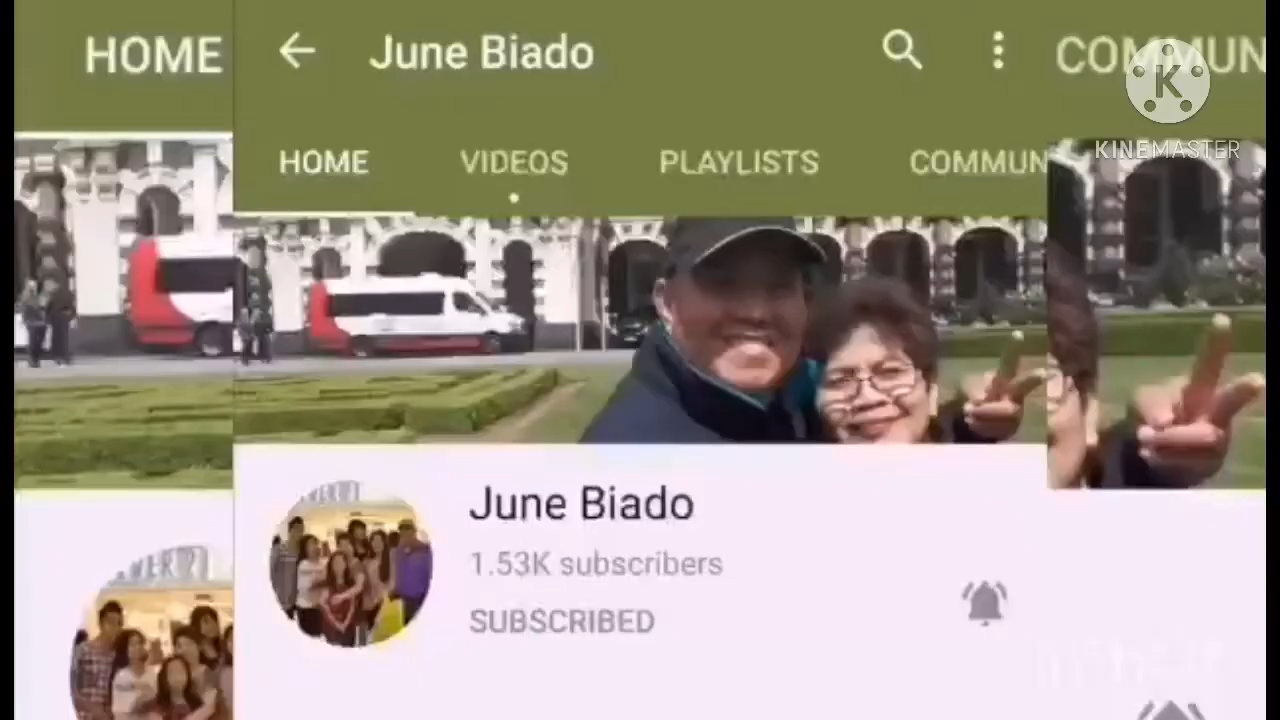 HOME
June Biado
COMMUN
K
KINEMASTER
HOME VIDEOS PLAYLISTS COMMUN
June Biado
1.53K subscribers
SUBSCRIBED